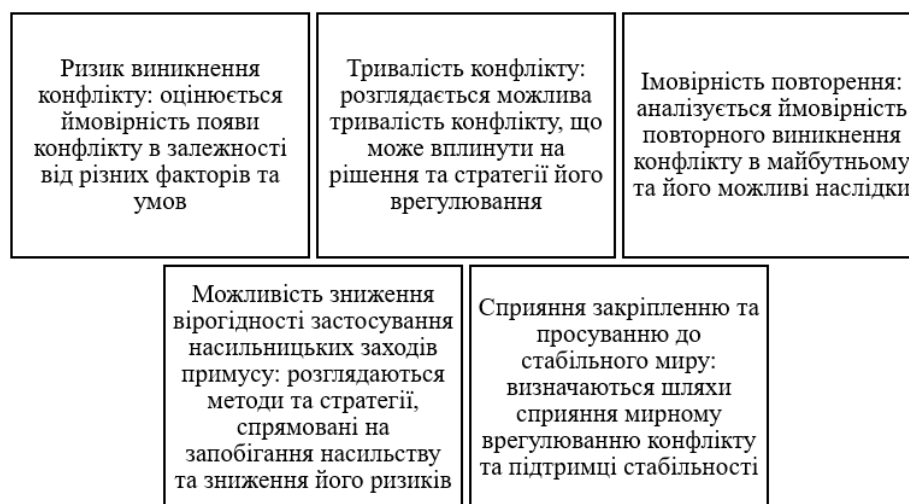 Ризик виникнення
конфлікту: оцінюється
ймовірність появи
конфлікту в залежності
від різних факторів та
умов
Тривалість конфлікту:
розглядається можлива
тривалість конфлікту, що
може вплинути на
рішення та стратегії його
врегулювання
Імовірність повторення:
аналізується ймовірність
повторного виникнення
конфлікту в майбутньому
та його можливі наслідки
Можливість зниження
вірогідності застосування
насильницьких заходів
примусу: розглядаються
методи та стратегії,
спрямовані на
запобігання насильству
та зниження його ризиків
Сприяння закріпленню та
просуванню до
стабільного миру:
визначаються шляхи
сприяння мирному
врегулюванню конфлікту
та підтримці стабільності